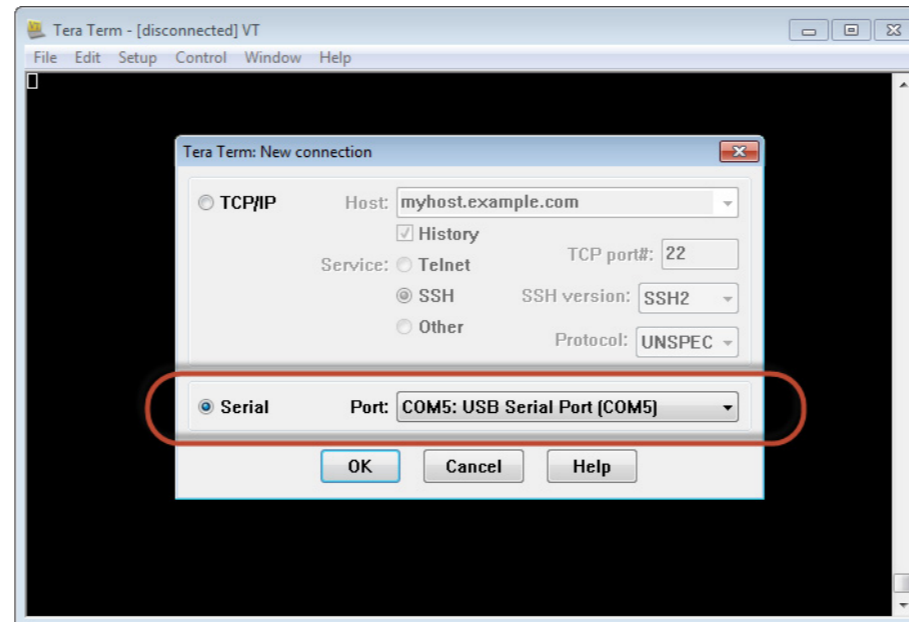 Tera Term - [disconnected] VT
File Edit Setup Control Window Help
Tera Term: New connection
TCP/IP Host: myhost.example.com
History
Service: Telnet TCP port#: 22
SSH SSH version: SSH2
Other Protocol: UNSPEC
Serial Port: COM5: USB Serial Port (COM5)
OK Cancel Help